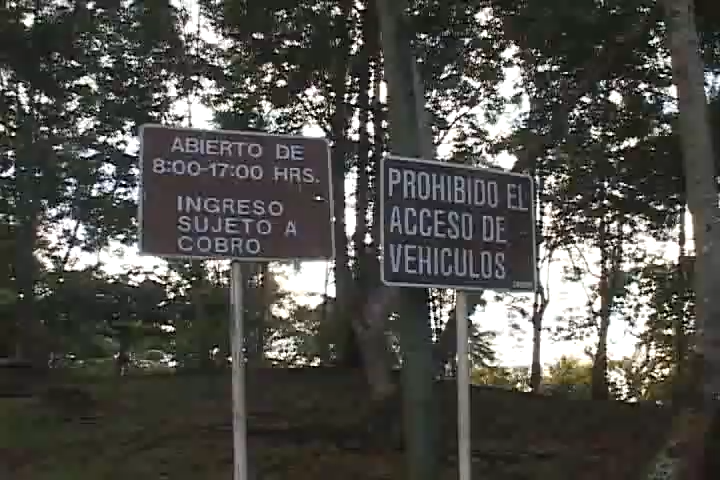 ABIERTO DE
8:00-17:00 HRS.
INGRESO
SUJETO A
COBRO
PROHIBIDO EL
ACCESO DE
VEHICULOS